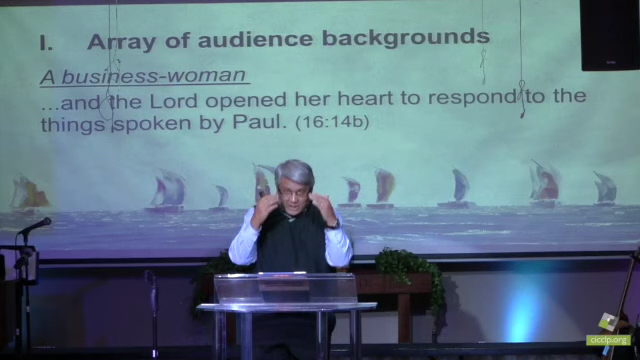 I. Array of audience backgrounds
A business-woman
...and the Lord opened her heart to respond to the
things spoken by Paul. (16:14b)
cicclp.org